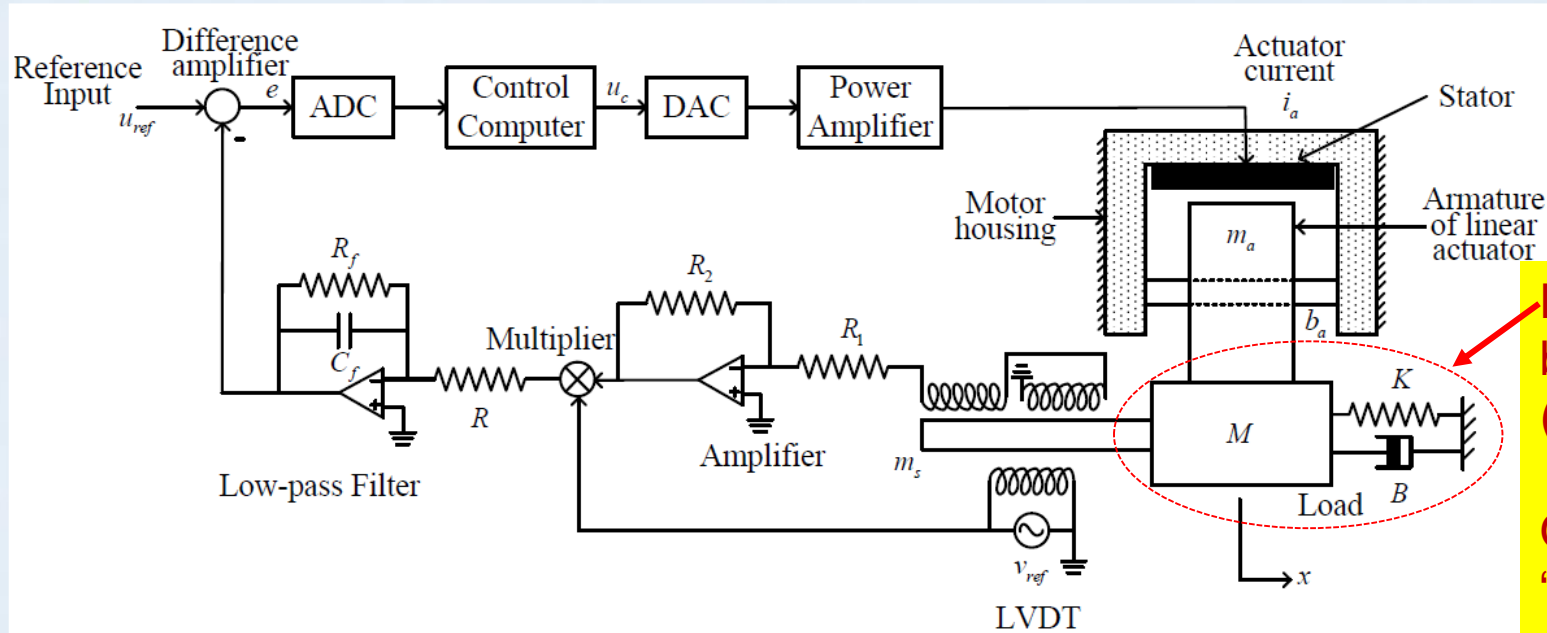 Reference
Input
u_ref
Difference
amplifier
e
-
ADC
Control
Computer
u_c
DAC
Power
Amplifier
Actuator
current
i_a
Stator
Motor
housing
m_a
Armature
of linear
actuator
b_a
R_f
C_f
Low-pass Filter
R
Multiplier
R_2
Amplifier
R_1
m_s
v_ref
LVDT
M
K
B
Load
x